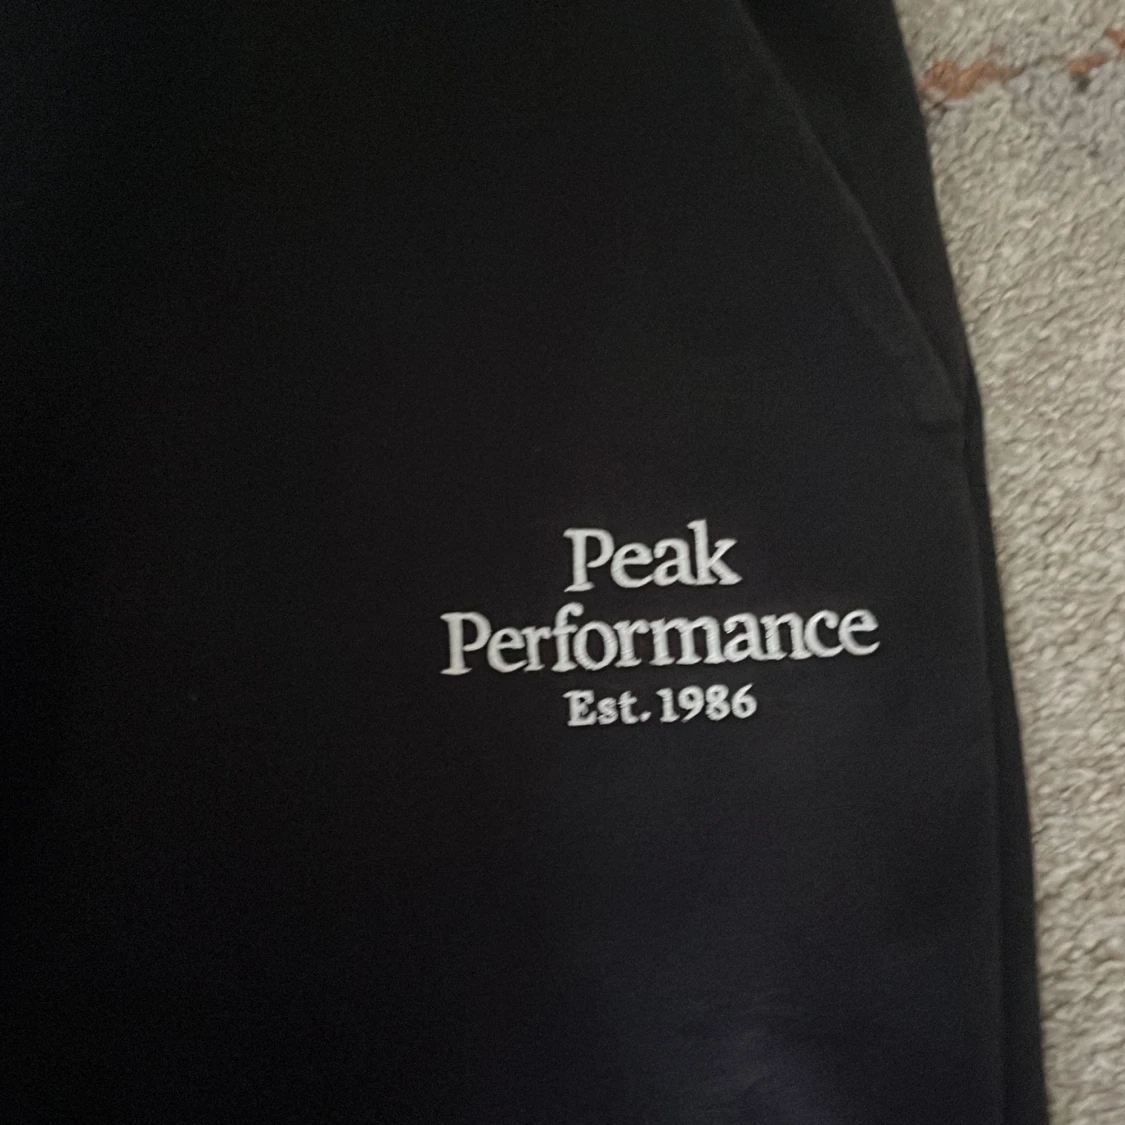 Peak
Performance
Est. 1986